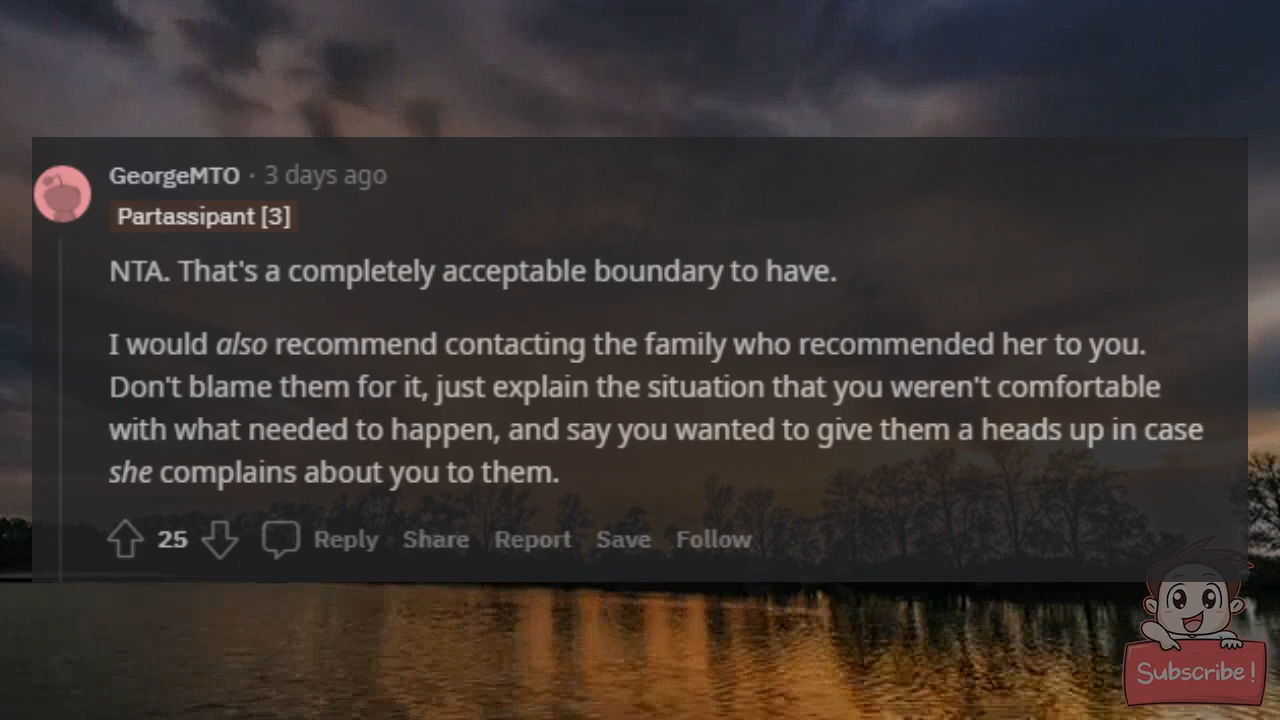 GeorgeMTO · 3 days ago
Partassipant [3]
NTA. That's a completely acceptable boundary to have.
I would also recommend contacting the family who recommended her to you.
Don't blame them for it, just explain the situation that you weren't comfortable
with what needed to happen, and say you wanted to give them a heads up in case
she complains about you to them.
25 Reply Share Report Save Follow
Subscribe!